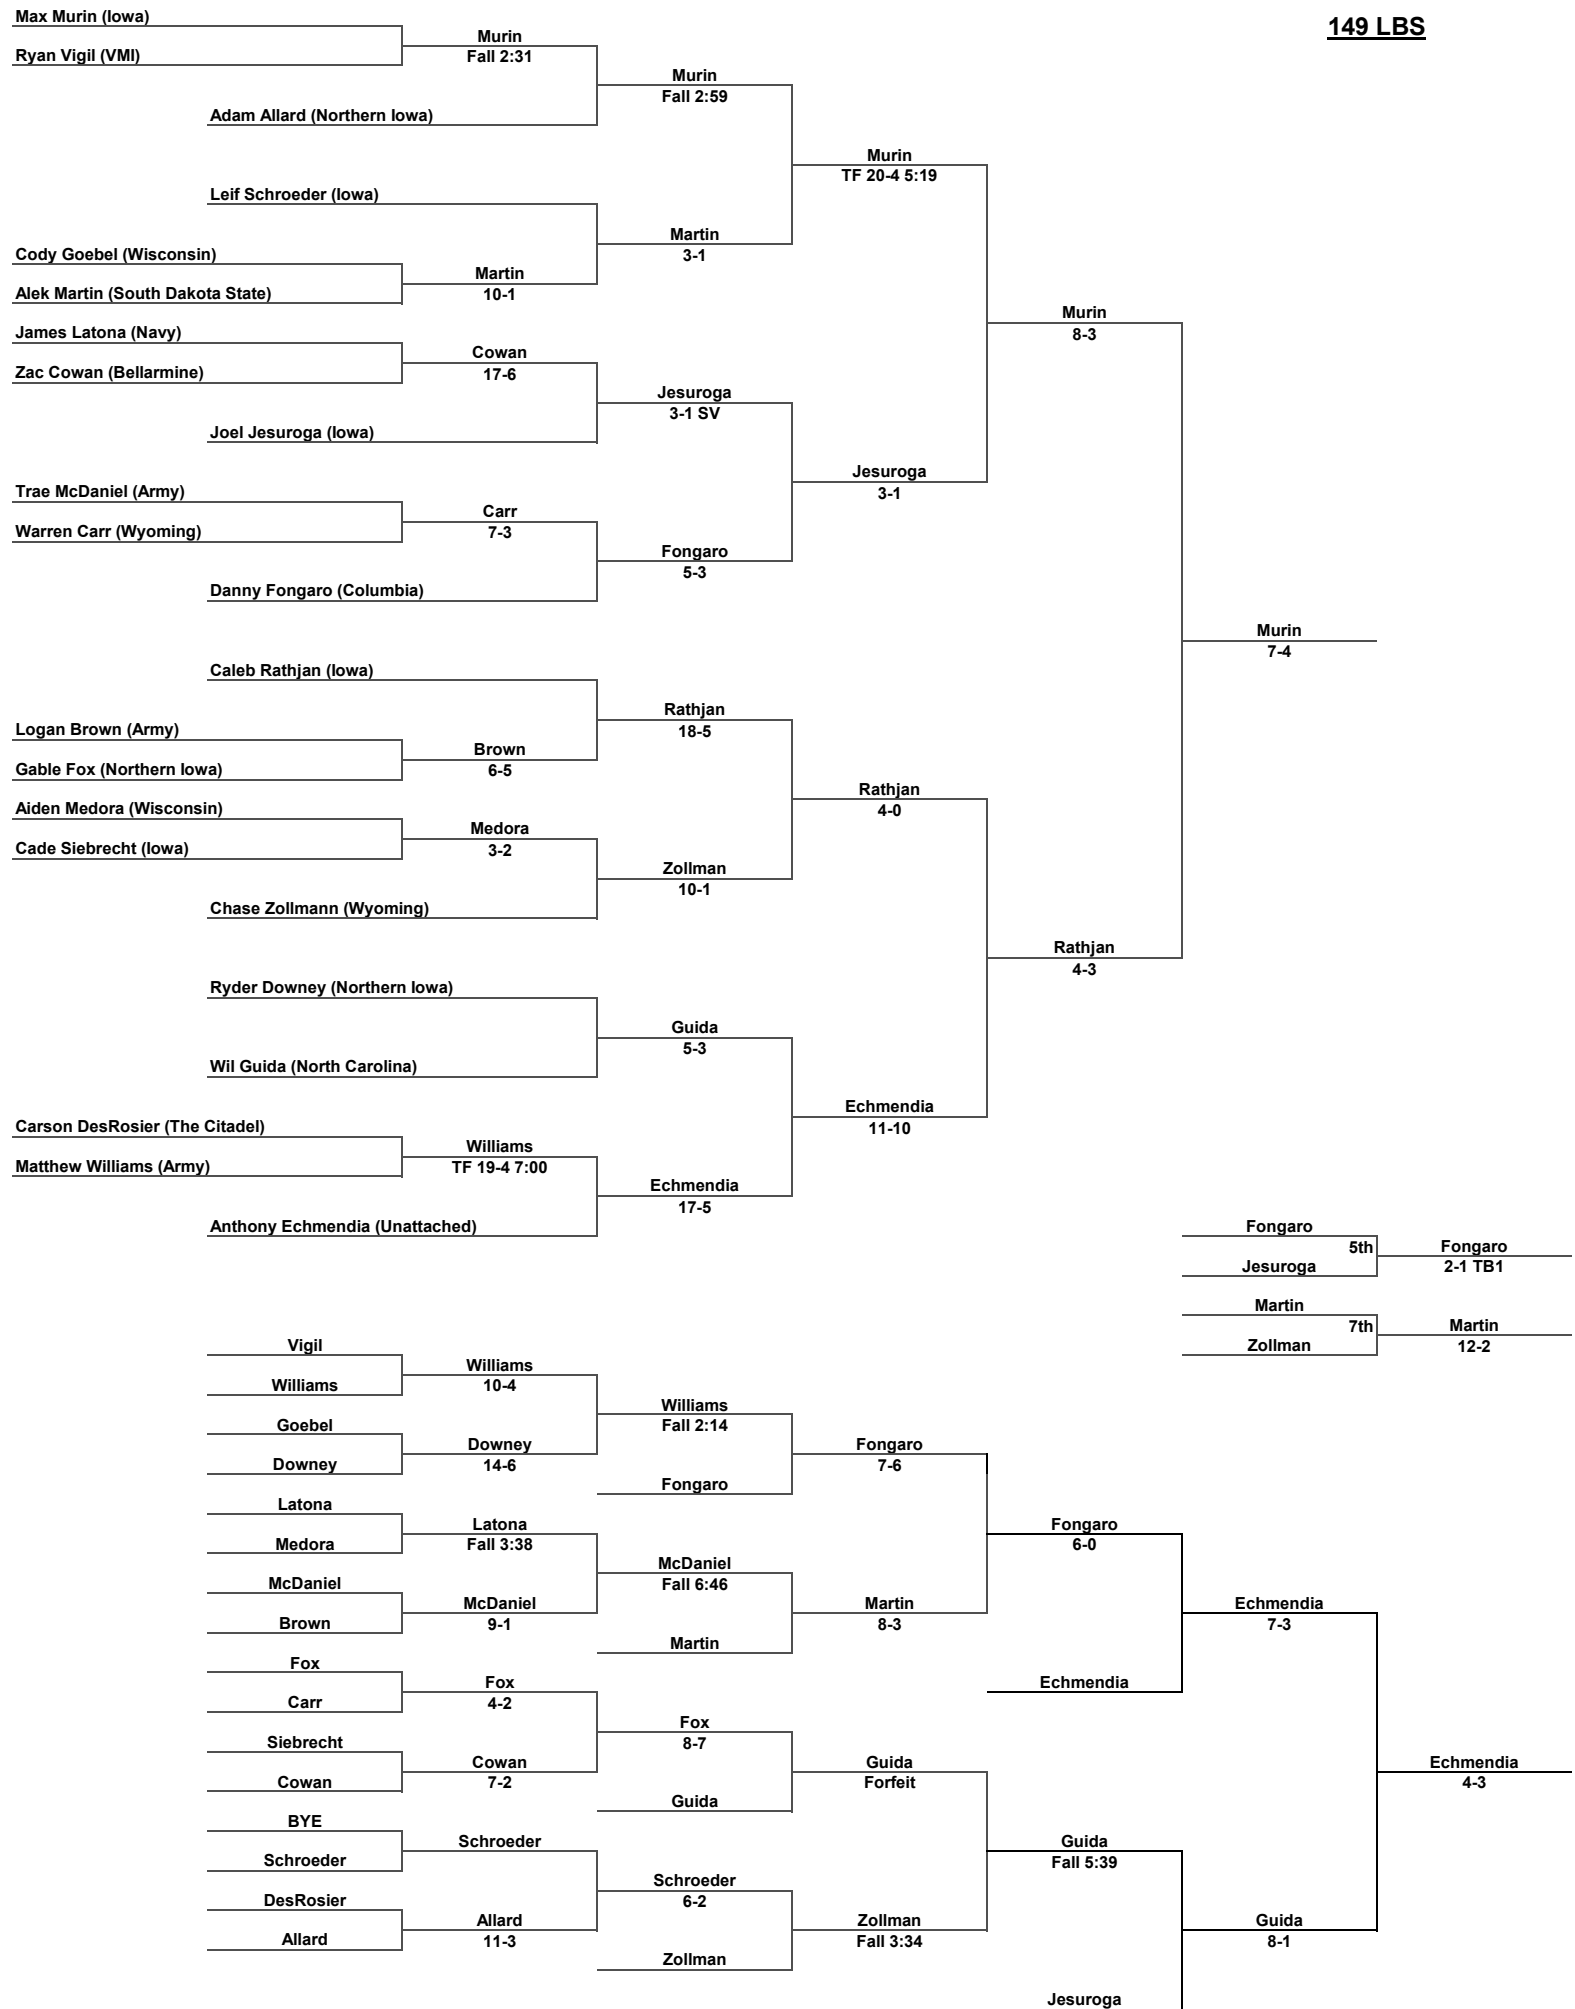 149 LBS
Max Murin (Iowa)
Murin
Ryan Vigil (VMI)
Fall 2:31
Murin
Fall 2:59
Adam Allard (Northern Iowa)
Murin
TF 20-4 5:19
Leif Schroeder (Iowa)
Martin
3-1
Cody Goebel (Wisconsin)
Martin
Alek Martin (South Dakota State)
10-1
Murin
8-3
James Latona (Navy)
Cowan
Zac Cowan (Bellarmine)
17-6
Jesuroga
3-1 SV
Joel Jesuroga (Iowa)
Jesuroga
3-1
Trae McDaniel (Army)
Carr
Warren Carr (Wyoming)
7-3
Fongaro
5-3
Danny Fongaro (Columbia)
Murin
7-4
Caleb Rathjan (Iowa)
Rathjan
18-5
Logan Brown (Army)
Brown
Gable Fox (Northern Iowa)
6-5
Rathjan
4-0
Aiden Medora (Wisconsin)
Medora
Cade Siebrecht (Iowa)
3-2
Zollman
10-1
Chase Zollmann (Wyoming)
Rathjan
4-3
Ryder Downey (Northern Iowa)
Guida
5-3
Wil Guida (North Carolina)
Echmendia
11-10
Carson DesRosier (The Citadel)
Williams
Matthew Williams (Army)
TF 19-4 7:00
Echmendia
17-5
Anthony Echmendia (Unattached)
Fongaro
5th
Fongaro
Jesuroga
2-1 TB1
Martin
7th
Martin
Zollman
12-2
Vigil
Williams
Williams
10-4
Williams
Fall 2:14
Goebel
Downey
Downey
14-6
Fongaro
7-6
Fongaro
Latona
Latona
Medora
Fall 3:38
Fongaro
6-0
McDaniel
Fall 6:46
McDaniel
McDaniel
Brown
9-1
Martin
8-3
Echmendia
7-3
Martin
Fox
Fox
Carr
4-2
Echmendia
Fox
8-7
Siebrecht
Cowan
Cowan
7-2
Guida
Forfeit
Echmendia
4-3
Guida
BYE
Schroeder
Schroeder
Guida
Fall 5:39
Schroeder
6-2
DesRosier
Allard
Allard
11-3
Zollman
Fall 3:34
Guida
8-1
Zollman
Jesuroga